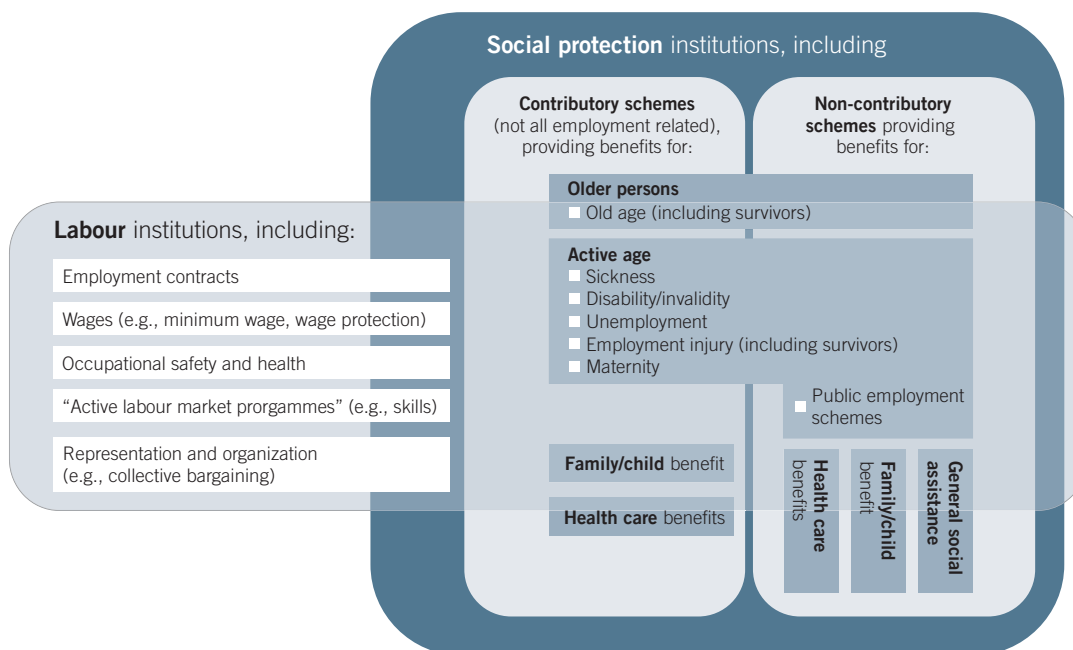 Social protection institutions, including
Contributory schemes
(not all employment related),
providing benefits for:
Non-contributory
schemes providing
benefits for:
Older persons
Old age (including survivors)
Labour institutions, including:
Employment contracts
Wages (e.g., minimum wage, wage protection)
Occupational safety and health
“Active labour market prorgammes” (e.g., skills)
Representation and organization
(e.g., collective bargaining)
Active age
Sickness
Disability/invalidity
Unemployment
Employment injury (including survivors)
Maternity
Public employment
schemes
Family/child benefit
Health care benefits
Health care
benefits
Family/child
benefit
General social
assistance